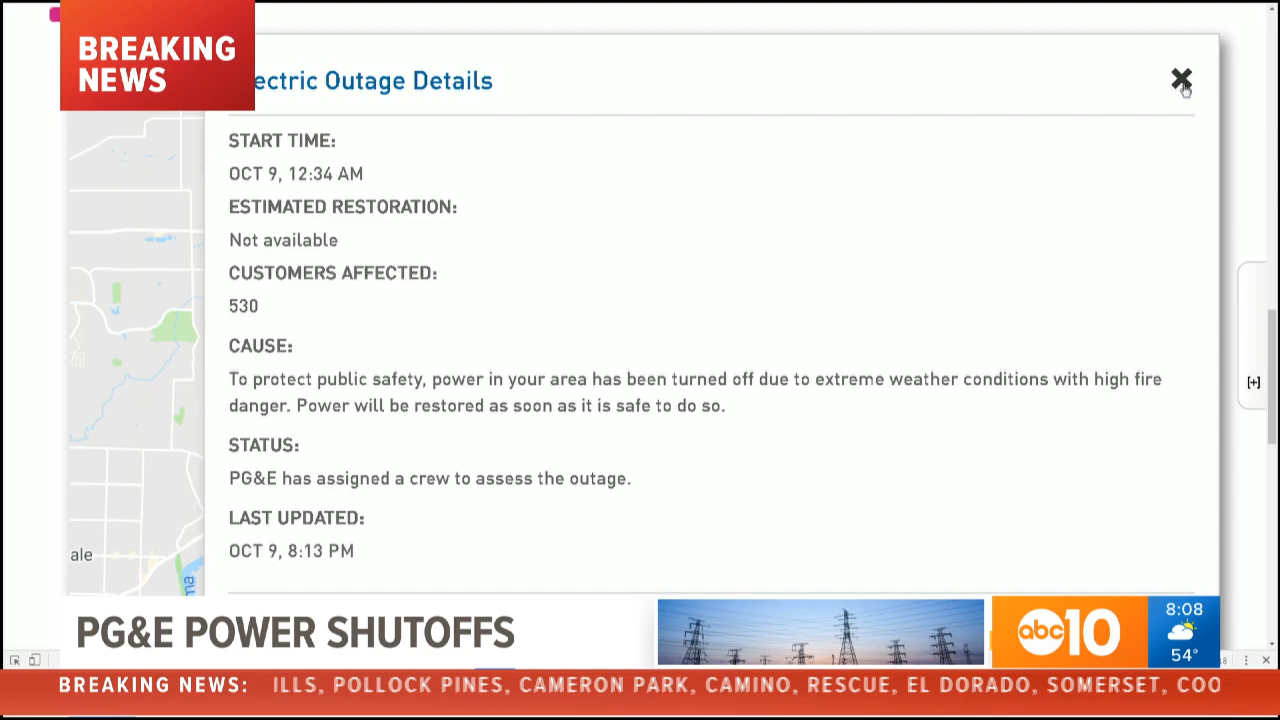 BREAKING
NEWS
ectric Outage Details
START TIME:
OCT 9, 12:34 AM
ESTIMATED RESTORATION:
Not available
CUSTOMERS AFFECTED:
530
CAUSE:
To protect public safety, power in your area has been turned off due to extreme weather conditions with high fire
danger. Power will be restored as soon as it is safe to do so.
STATUS:
PG&E has assigned a crew to assess the outage.
LAST UPDATED:
OCT 9, 8:13 PM
[+]
ale
ma
PG&E POWER SHUTOFFS
abc10
8:08
54°
BREAKING NEWS: ILLS, POLLOCK PINES, CAMERON PARK, CAMINO, RESCUE, EL DORADO, SOMERSET, COO